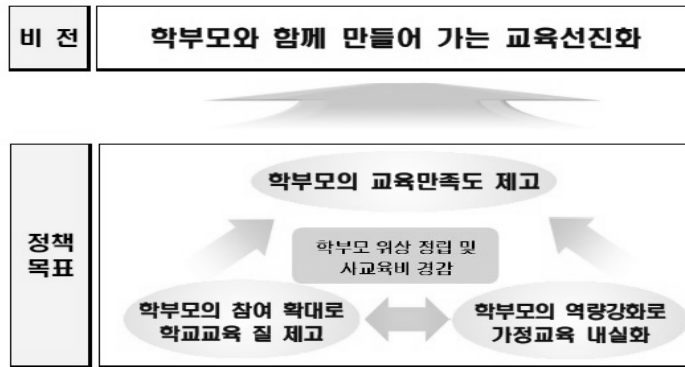 비 전
학부모와 함께 만들어 가는 교육선진화
정책
목표
학부모의 교육만족도 제고
학부모 위상 정립 및
사교육비 경감
학부모의 참여 확대로
학교교육 질 제고
학부모의 역량강화로
가정교육 내실화